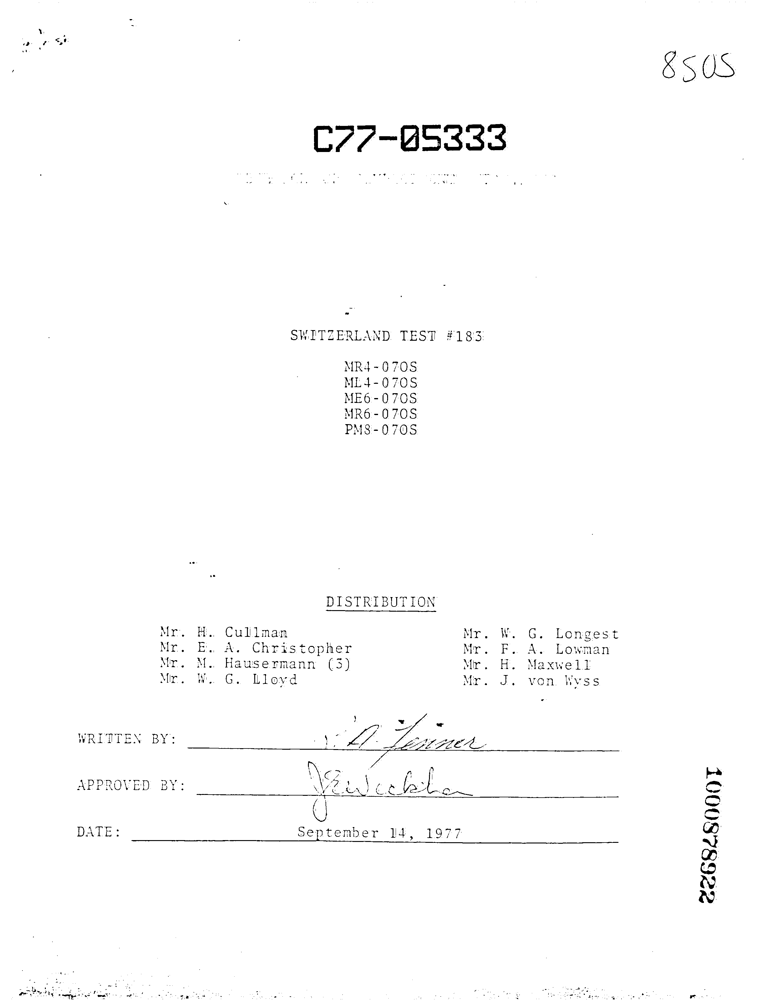 8505
C77-05333
SWITZERLAND TEST #183
MR4-070S
ML4-070S
ME6-070S
MR6-070S
PM8-070S
DISTRIBUTION
Mr. H. Cullman
Mr. E. A. Christopher
Mr. M. Hausermann (3)
Mr. W. G. Lloyd
Mr. W. G. Longest
Mr. F. A. Lowman
Mr. H. Maxwell
Mr. J. von Wyss
WRITTEN BY: A. Fenner
APPROVED BY:
DATE: September 14, 1977
1000878922